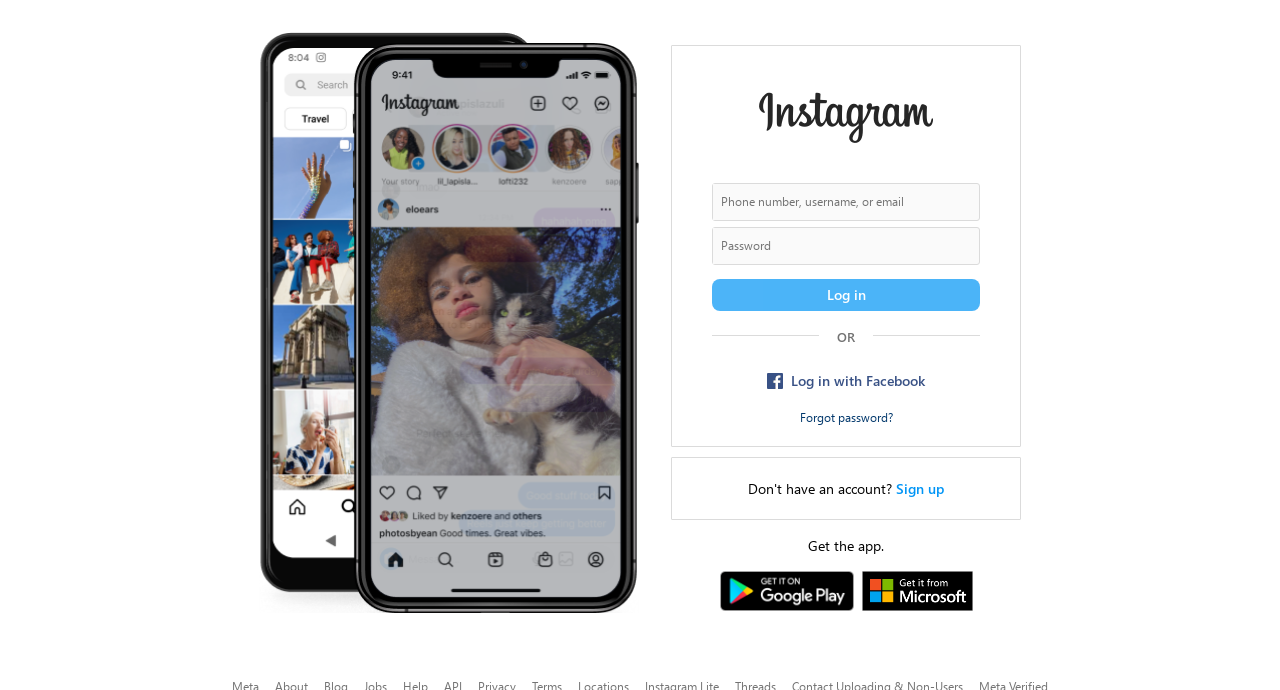 8:04
Search
Travel
9:41
Instagram
Your story
lil_lapisla...
lofti232
kenzoere
sapp
eloears
Liked by kenzoere and others
photosbyean Good times. Great vibes.
Instagram
Phone number, username, or email
Password
Log in
OR
Log in with Facebook
Forgot password?
Don't have an account? Sign up
Get the app.
GET IT ON
Google Play
Get it from
Microsoft
Meta About Blog Jobs Help API Privacy Terms Locations Instagram Lite Threads Contact Uploading & Non-Users Meta Verified